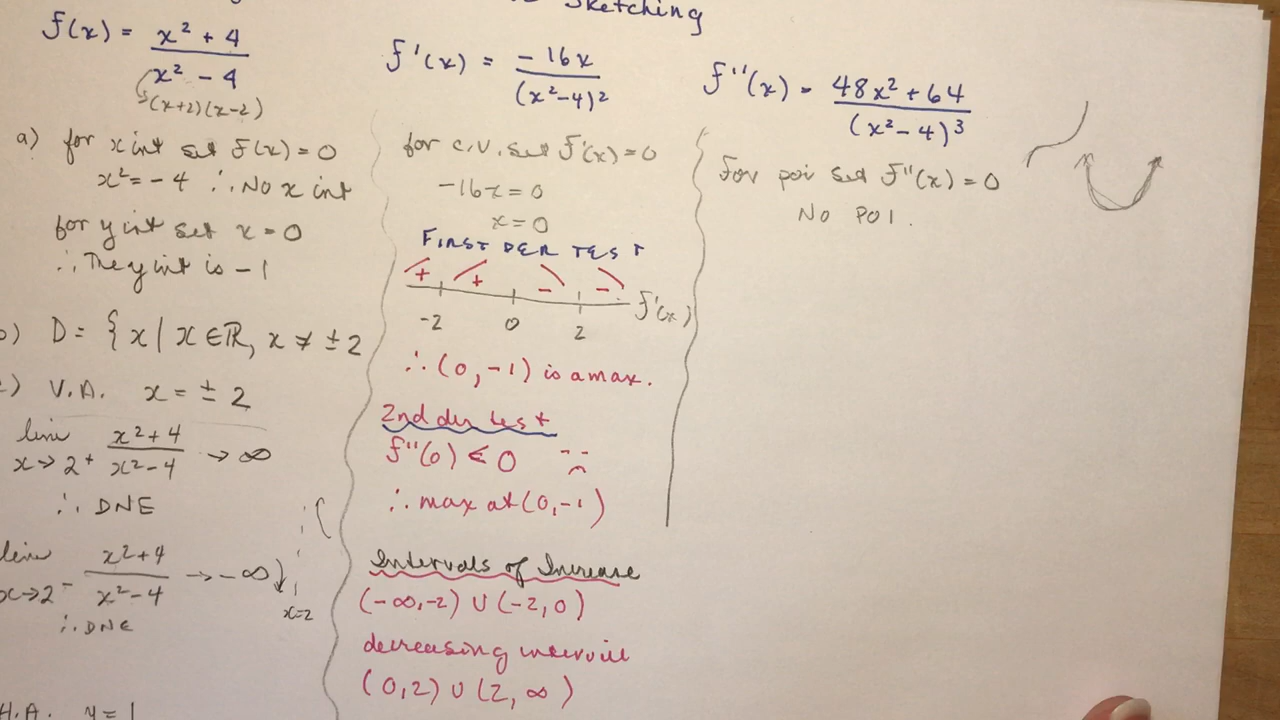 Sketching
f(x) = x² + 4 / x² - 4
(x+2)(x-2)
a) for x int set f(x) = 0
x² = -4 ∴ No x int
for y int set x = 0
∴ The y int is -1
) D = { x | x ∈ ℝ, x ≠ ±2
) V.A. x = ± 2
lim x→2⁺ x²+4 / x²-4 → ∞
∴ DNE
lim x→2⁻ x²+4 / x²-4 → -∞
x=2
∴ DNE
H.A. y = 1
f'(x) = -16x / (x²-4)²
for c.v. set f'(x) = 0
-16x = 0
x = 0
FIRST DER TEST
+ + - -
f'(x)
-2 0 2
∴ (0, -1) is a max.
2nd der test
f''(0) < 0
∴ max at (0, -1)
Intervals of Increase
(-∞, -2) ∪ (-2, 0)
decreasing
(0, 2) ∪ (2, ∞)
f''(x) = 48x² + 64 / (x² - 4)³
For poi set f''(x) = 0
No POI.